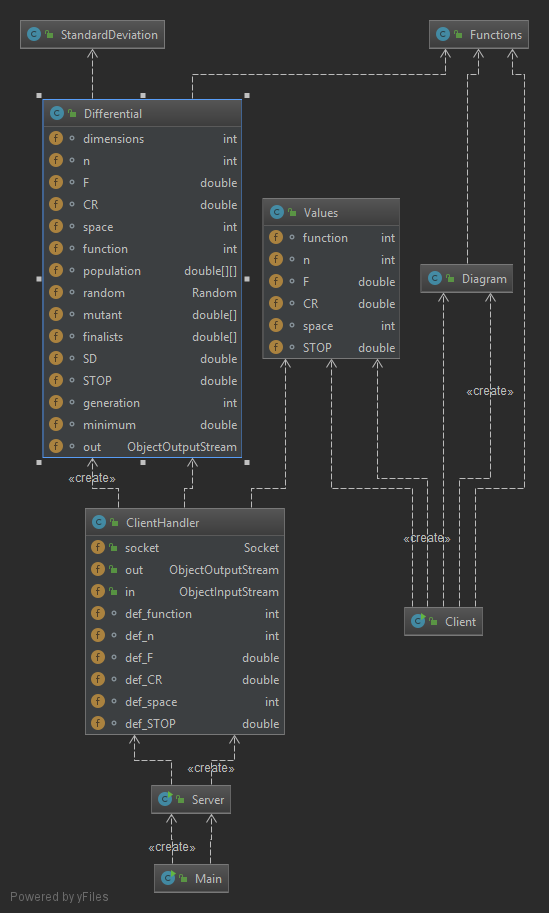 StandardDeviation
Functions
Differential
dimensions int
n int
F double
CR double
space int
function int
population double[][]
random Random
mutant double[]
finalists double[]
SD double
STOP double
generation int
minimum double
out ObjectOutputStream
Values
function int
n int
F double
CR double
space int
STOP double
Diagram
«create»
«create»
ClientHandler
socket Socket
out ObjectOutputStream
in ObjectInputStream
def_function int
def_n int
def_F double
def_CR double
def_space int
def_STOP double
«create»
Client
«create»
Server
«create»
Main
Powered by yFiles